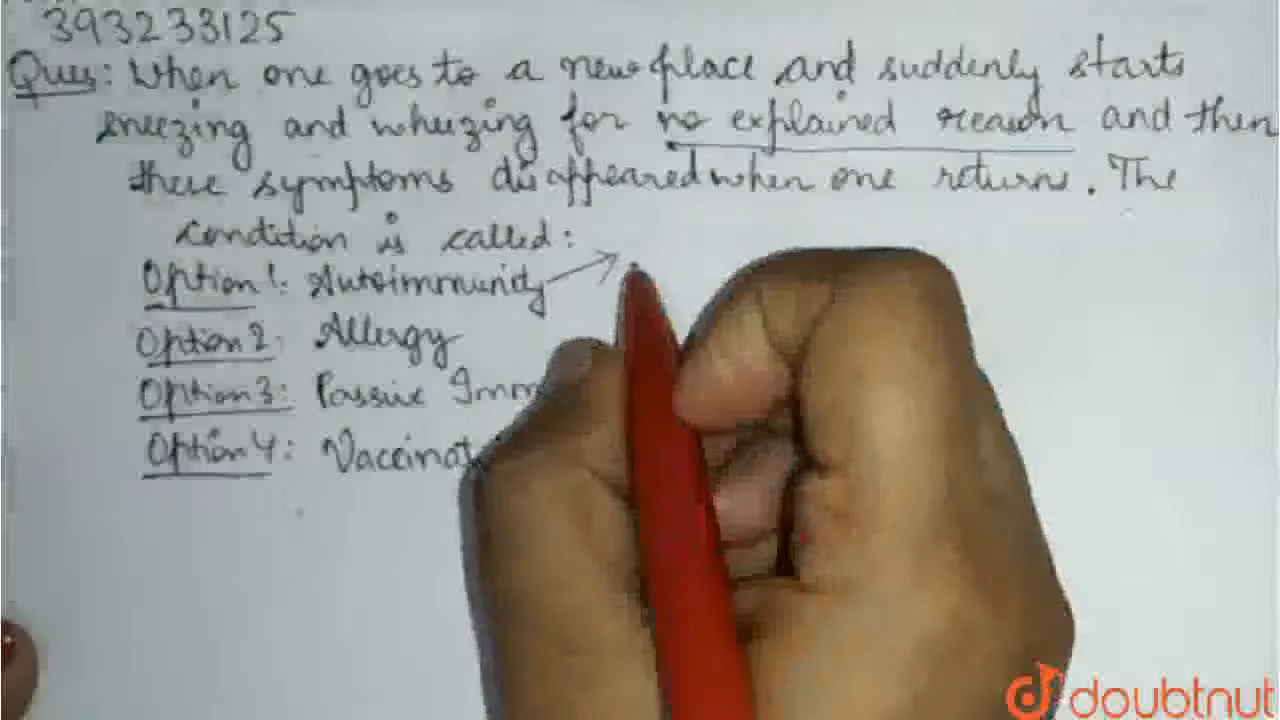 393233125
Ques: When one goes to a new place and suddenly starts
sneezing and wheezing for no explained reason and then
these symptoms disappeared when one returns. The
condition is called:
Option 1: Autoimmunity
Option 2: Allergy
Option 3: Passive Imm
Option 4: Vaccinat
doubtnut